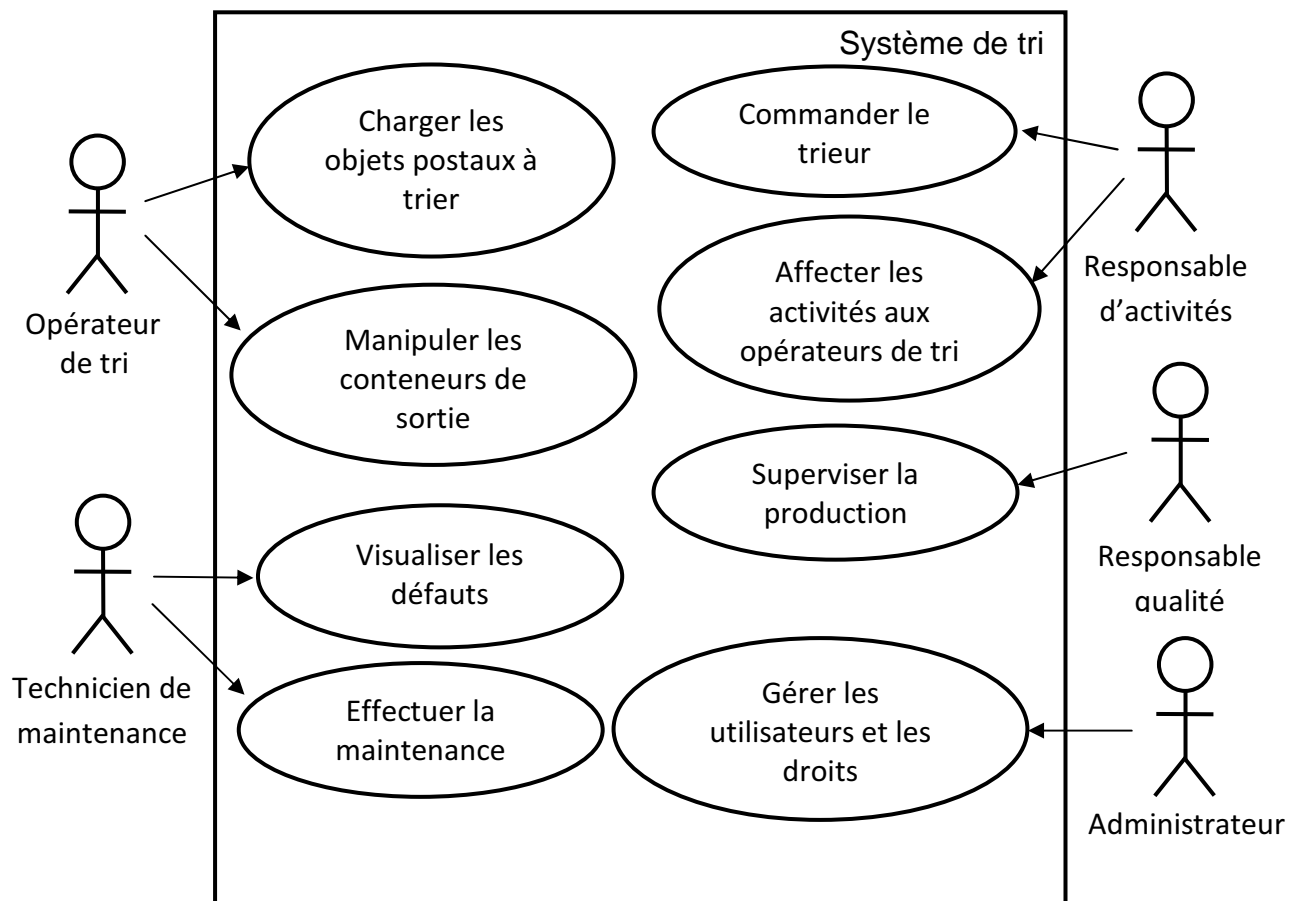 Système de tri
Charger les
objets postaux à
trier
Commander le
trieur
Opérateur
de tri
Responsable
d’activités
Manipuler les
conteneurs de
sortie
Affecter les
activités aux
opérateurs de tri
Superviser la
production
Responsable
qualité
Visualiser les
défauts
Technicien de
maintenance
Effectuer la
maintenance
Gérer les
utilisateurs et les
droits
Administrateur